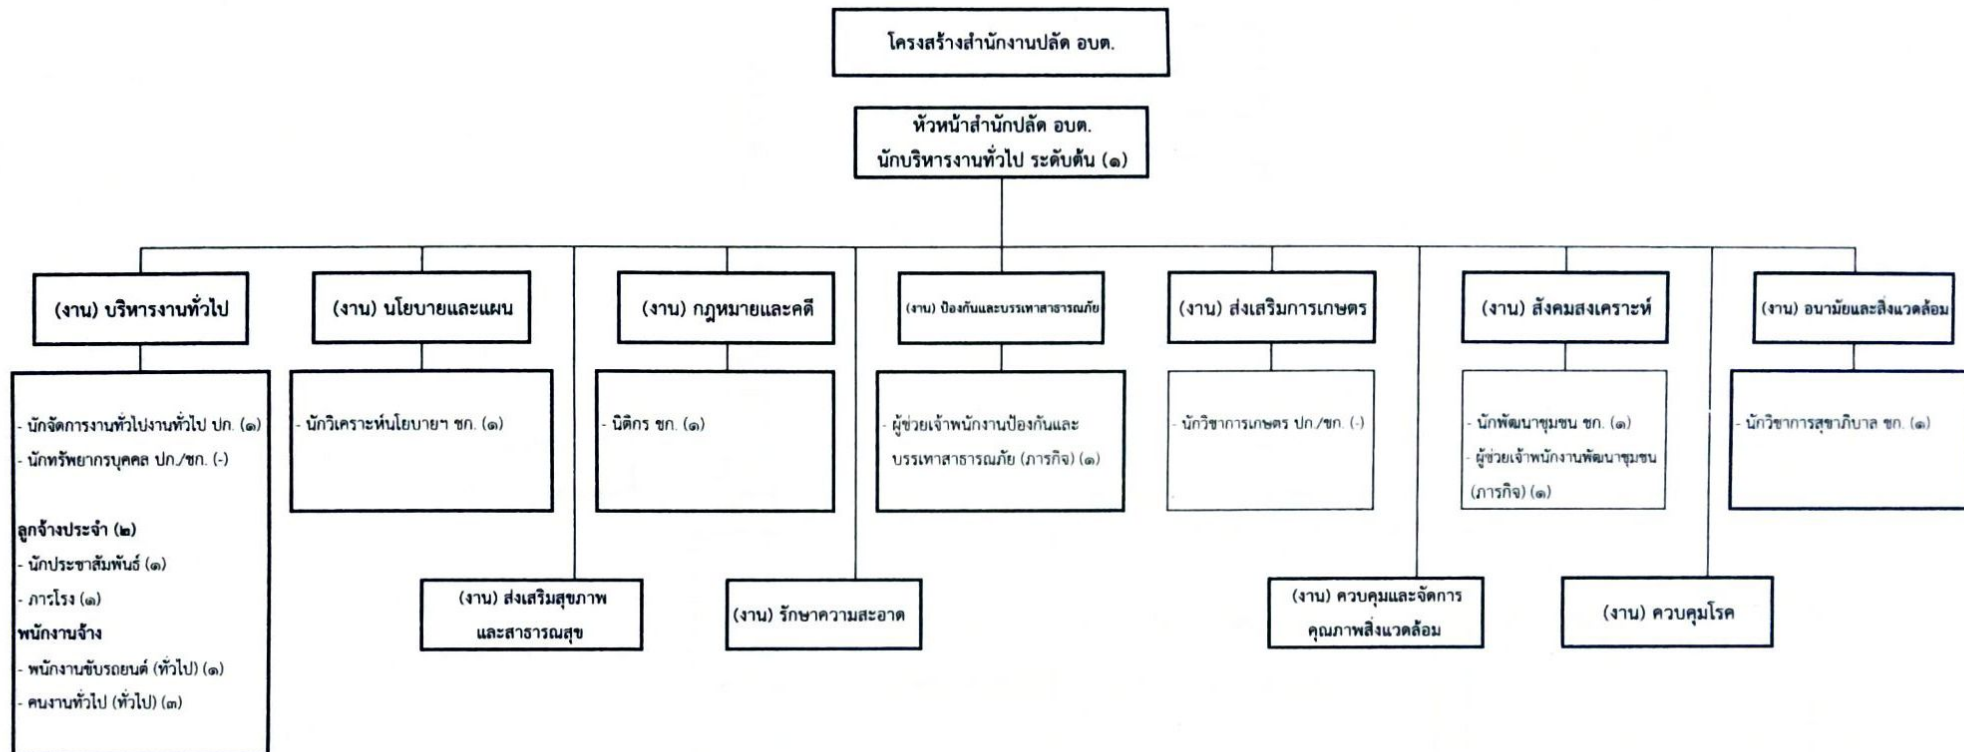 โครงสร้างสำนักงานปลัด อบต.
หัวหน้าสำนักปลัด อบต.
นักบริหารงานทั่วไป ระดับต้น (๑)
(งาน) บริหารงานทั่วไป
(งาน) นโยบายและแผน
(งาน) กฎหมายและคดี
(งาน) ป้องกันและบรรเทาสาธารณภัย
(งาน) ส่งเสริมการเกษตร
(งาน) สังคมสงเคราะห์
(งาน) อนามัยและสิ่งแวดล้อม
- นักจัดการงานทั่วไปงานทั่วไป ปก. (๑)
- นักทรัพยากรบุคคล ปก./ชก. (-)
ลูกจ้างประจำ (๒)
- นักประชาสัมพันธ์ (๑)
- ภารโรง (๑)
พนักงานจ้าง
- พนักงานขับรถยนต์ (ทั่วไป) (๑)
- คนงานทั่วไป (ทั่วไป) (๓)
- นักวิเคราะห์นโยบายฯ ชก. (๑)
- นิติกร ชก. (๑)
- ผู้ช่วยเจ้าพนักงานป้องกันและ
บรรเทาสาธารณภัย (ภารกิจ) (๑)
- นักวิชาการเกษตร ปก./ชก. (-)
- นักพัฒนาชุมชน ชก. (๑)
- ผู้ช่วยเจ้าพนักงานพัฒนาชุมชน
(ภารกิจ) (๑)
- นักวิชาการสุขาภิบาล ชก. (๑)
(งาน) ส่งเสริมสุขภาพ
และสาธารณสุข
(งาน) รักษาความสะอาด
(งาน) ควบคุมและจัดการ
คุณภาพสิ่งแวดล้อม
(งาน) ควบคุมโรค